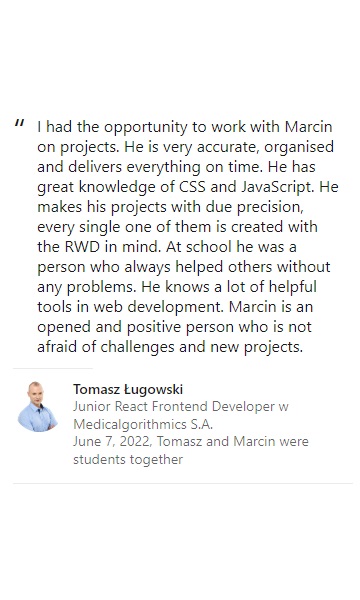 " I had the opportunity to work with Marcin
on projects. He is very accurate, organised
and delivers everything on time. He has
great knowledge of CSS and JavaScript. He
makes his projects with due precision,
every single one of them is created with
the RWD in mind. At school he was a
person who always helped others without
any problems. He knows a lot of helpful
tools in web development. Marcin is an
opened and positive person who is not
afraid of challenges and new projects.
Tomasz Ługowski
Junior React Frontend Developer w
Medicalgorithmics S.A.
June 7, 2022, Tomasz and Marcin were
students together